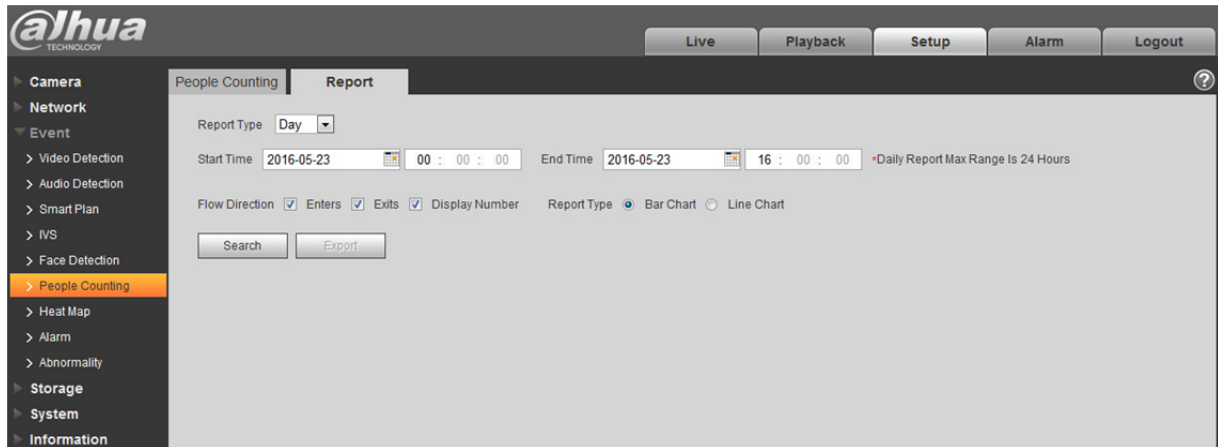 alhua
TECHNOLOGY
Live Playback Setup Alarm Logout
Camera People Counting Report ?
Network
Event
Report Type Day
> Video Detection Start Time 2016-05-23 00 : 00 : 00 End Time 2016-05-23 16 : 00 : 00 *Daily Report Max Range Is 24 Hours
> Audio Detection
> Smart Plan Flow Direction Enters Exits Display Number Report Type Bar Chart Line Chart
> IVS
Search Export
> Face Detection
> People Counting
> Heat Map
> Alarm
> Abnormality
Storage
System
Information